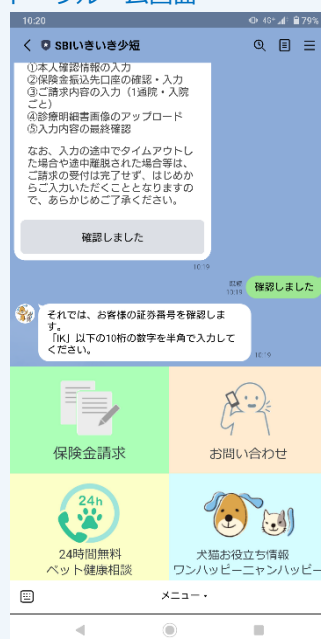 トークルーム画面
10:20
4G+ 79%
SBIいきいき少短
①本人確認情報の入力
②保険金振込先口座の確認・入
力
③ご請求内容の入力（1通院・入院
ごと）
④診療明細書画像のアップロード
⑤入力内容の最終確認
なお、入力の途中でタイムアウトし
た場合や途中離脱された場合等は、
ご請求の受付は完了せず、はじめか
らご入力いただくこととなりますの
で、あらかじめご了承ください。
確認しました
10:19
既読
10:19
確認しました
それでは、お客様の証券番号を確認しま
す。
「IK」以下の10桁の数字を半角で入力して
ください。
10:19
保険金請求
お問い合わせ
24h
24時間無料
ペット健康相談
犬猫お役立ち情報
ワンハッピーニャンハッピー
メニュー